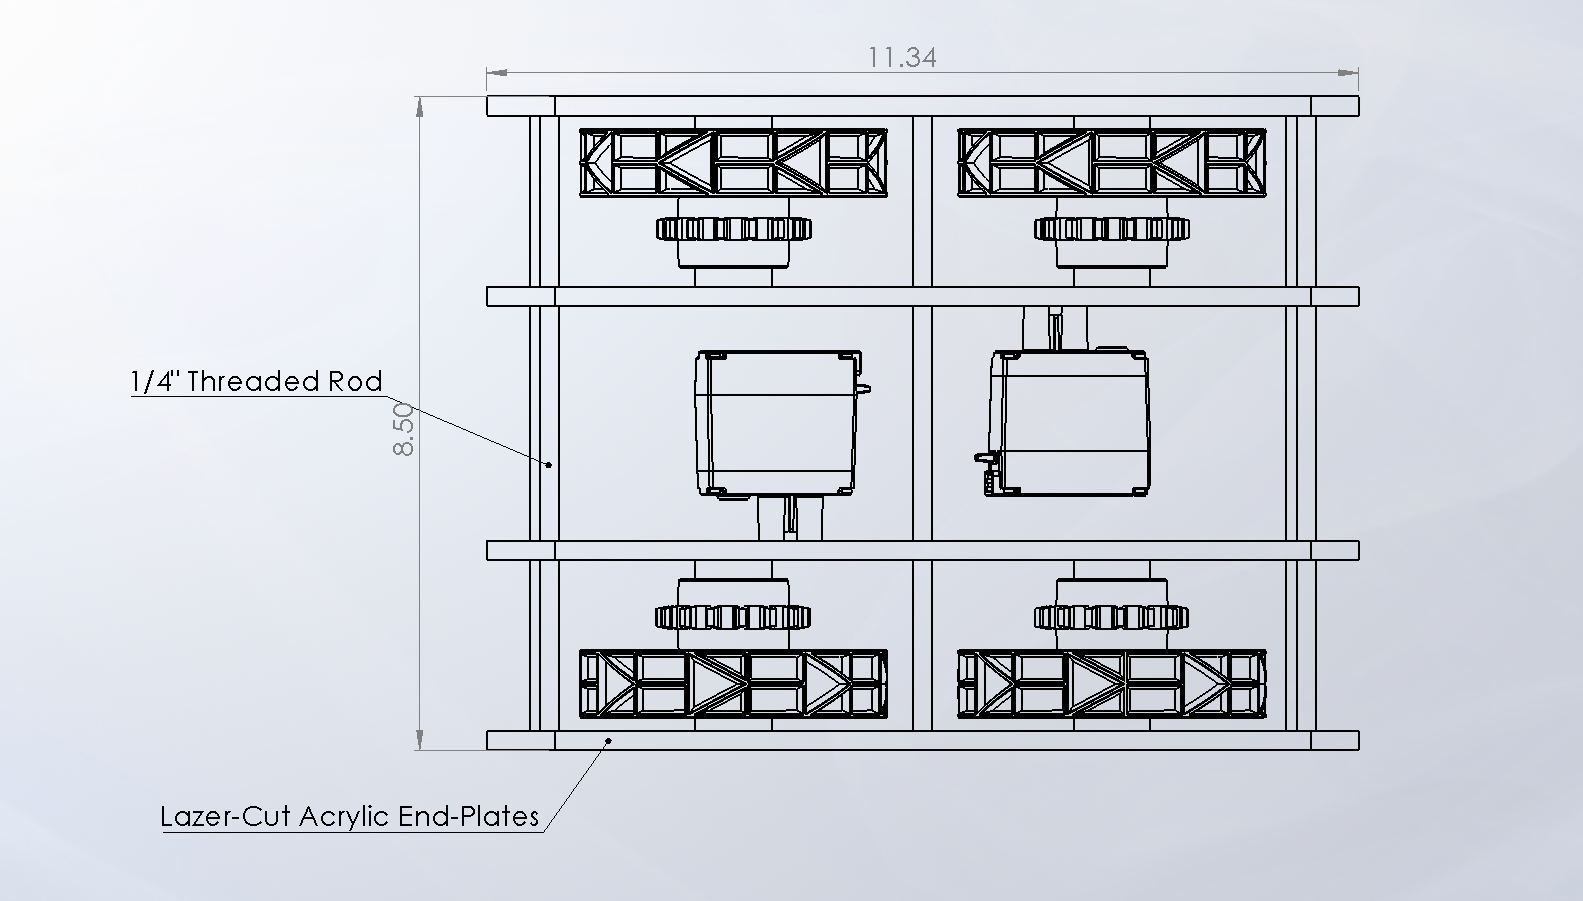 11.34
1/4" Threaded Rod
8.50
Lazer-Cut Acrylic End-Plates